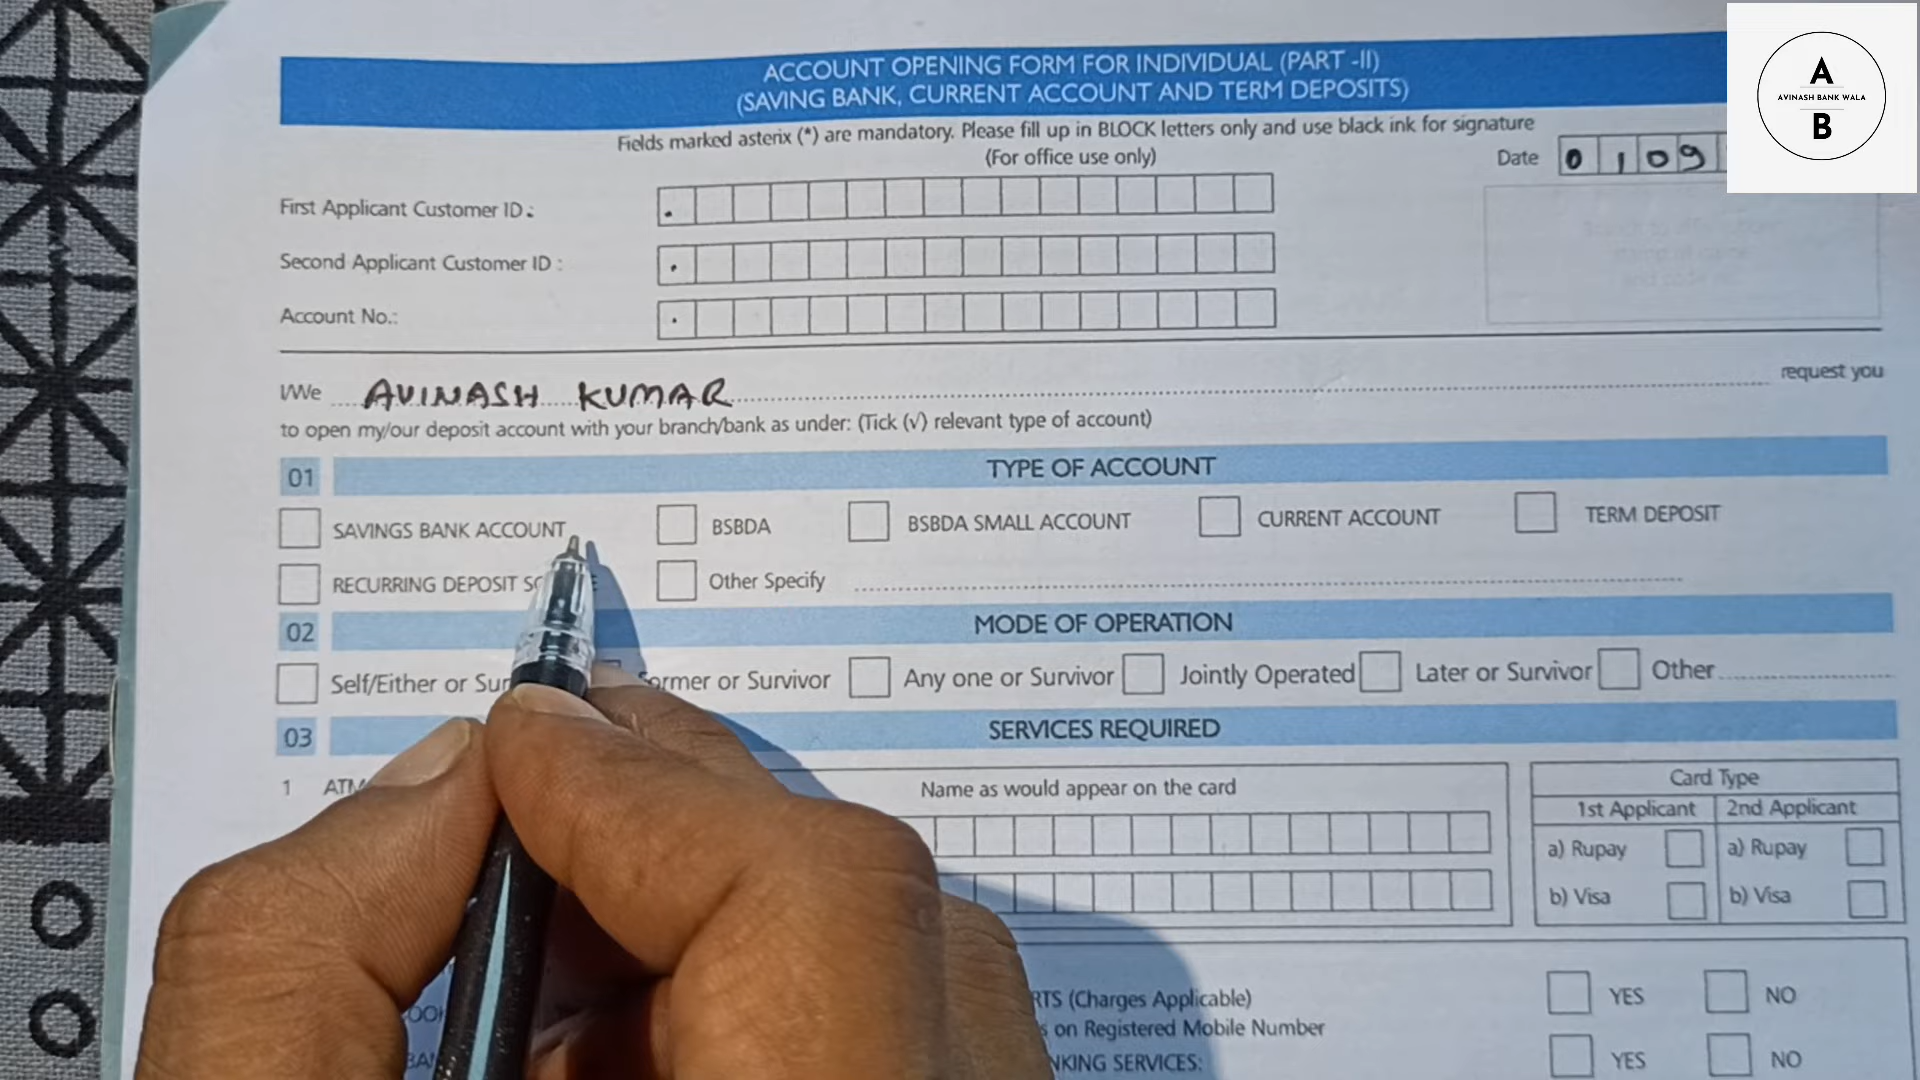 ACCOUNT OPENING FORM FOR INDIVIDUAL (PART -II)
(SAVING BANK, CURRENT ACCOUNT AND TERM DEPOSITS)
A
AVINASH BANK WALA
B
Fields marked asterix (*) are mandatory. Please fill up in BLOCK letters only and use black ink for signature
(For office use only)
Date 0 1 0 9
First Applicant Customer ID :
Second Applicant Customer ID :
Account No.:
I/We AVINASH KUMAR request you
to open my/our deposit account with your branch/bank as under: (Tick (√) relevant type of account)
01 TYPE OF ACCOUNT
SAVINGS BANK ACCOUNT BSBDA BSBDA SMALL ACCOUNT CURRENT ACCOUNT TERM DEPOSIT
RECURRING DEPOSIT Other Specify
02 MODE OF OPERATION
Self/Either or Former or Survivor Any one or Survivor Jointly Operated Later or Survivor Other
03 SERVICES REQUIRED
1 ATM Name as would appear on the card Card Type
1st Applicant 2nd Applicant
a) Rupay a) Rupay
b) Visa b) Visa
(Charges Applicable) YES NO
on Registered Mobile Number
SERVICES: YES NO